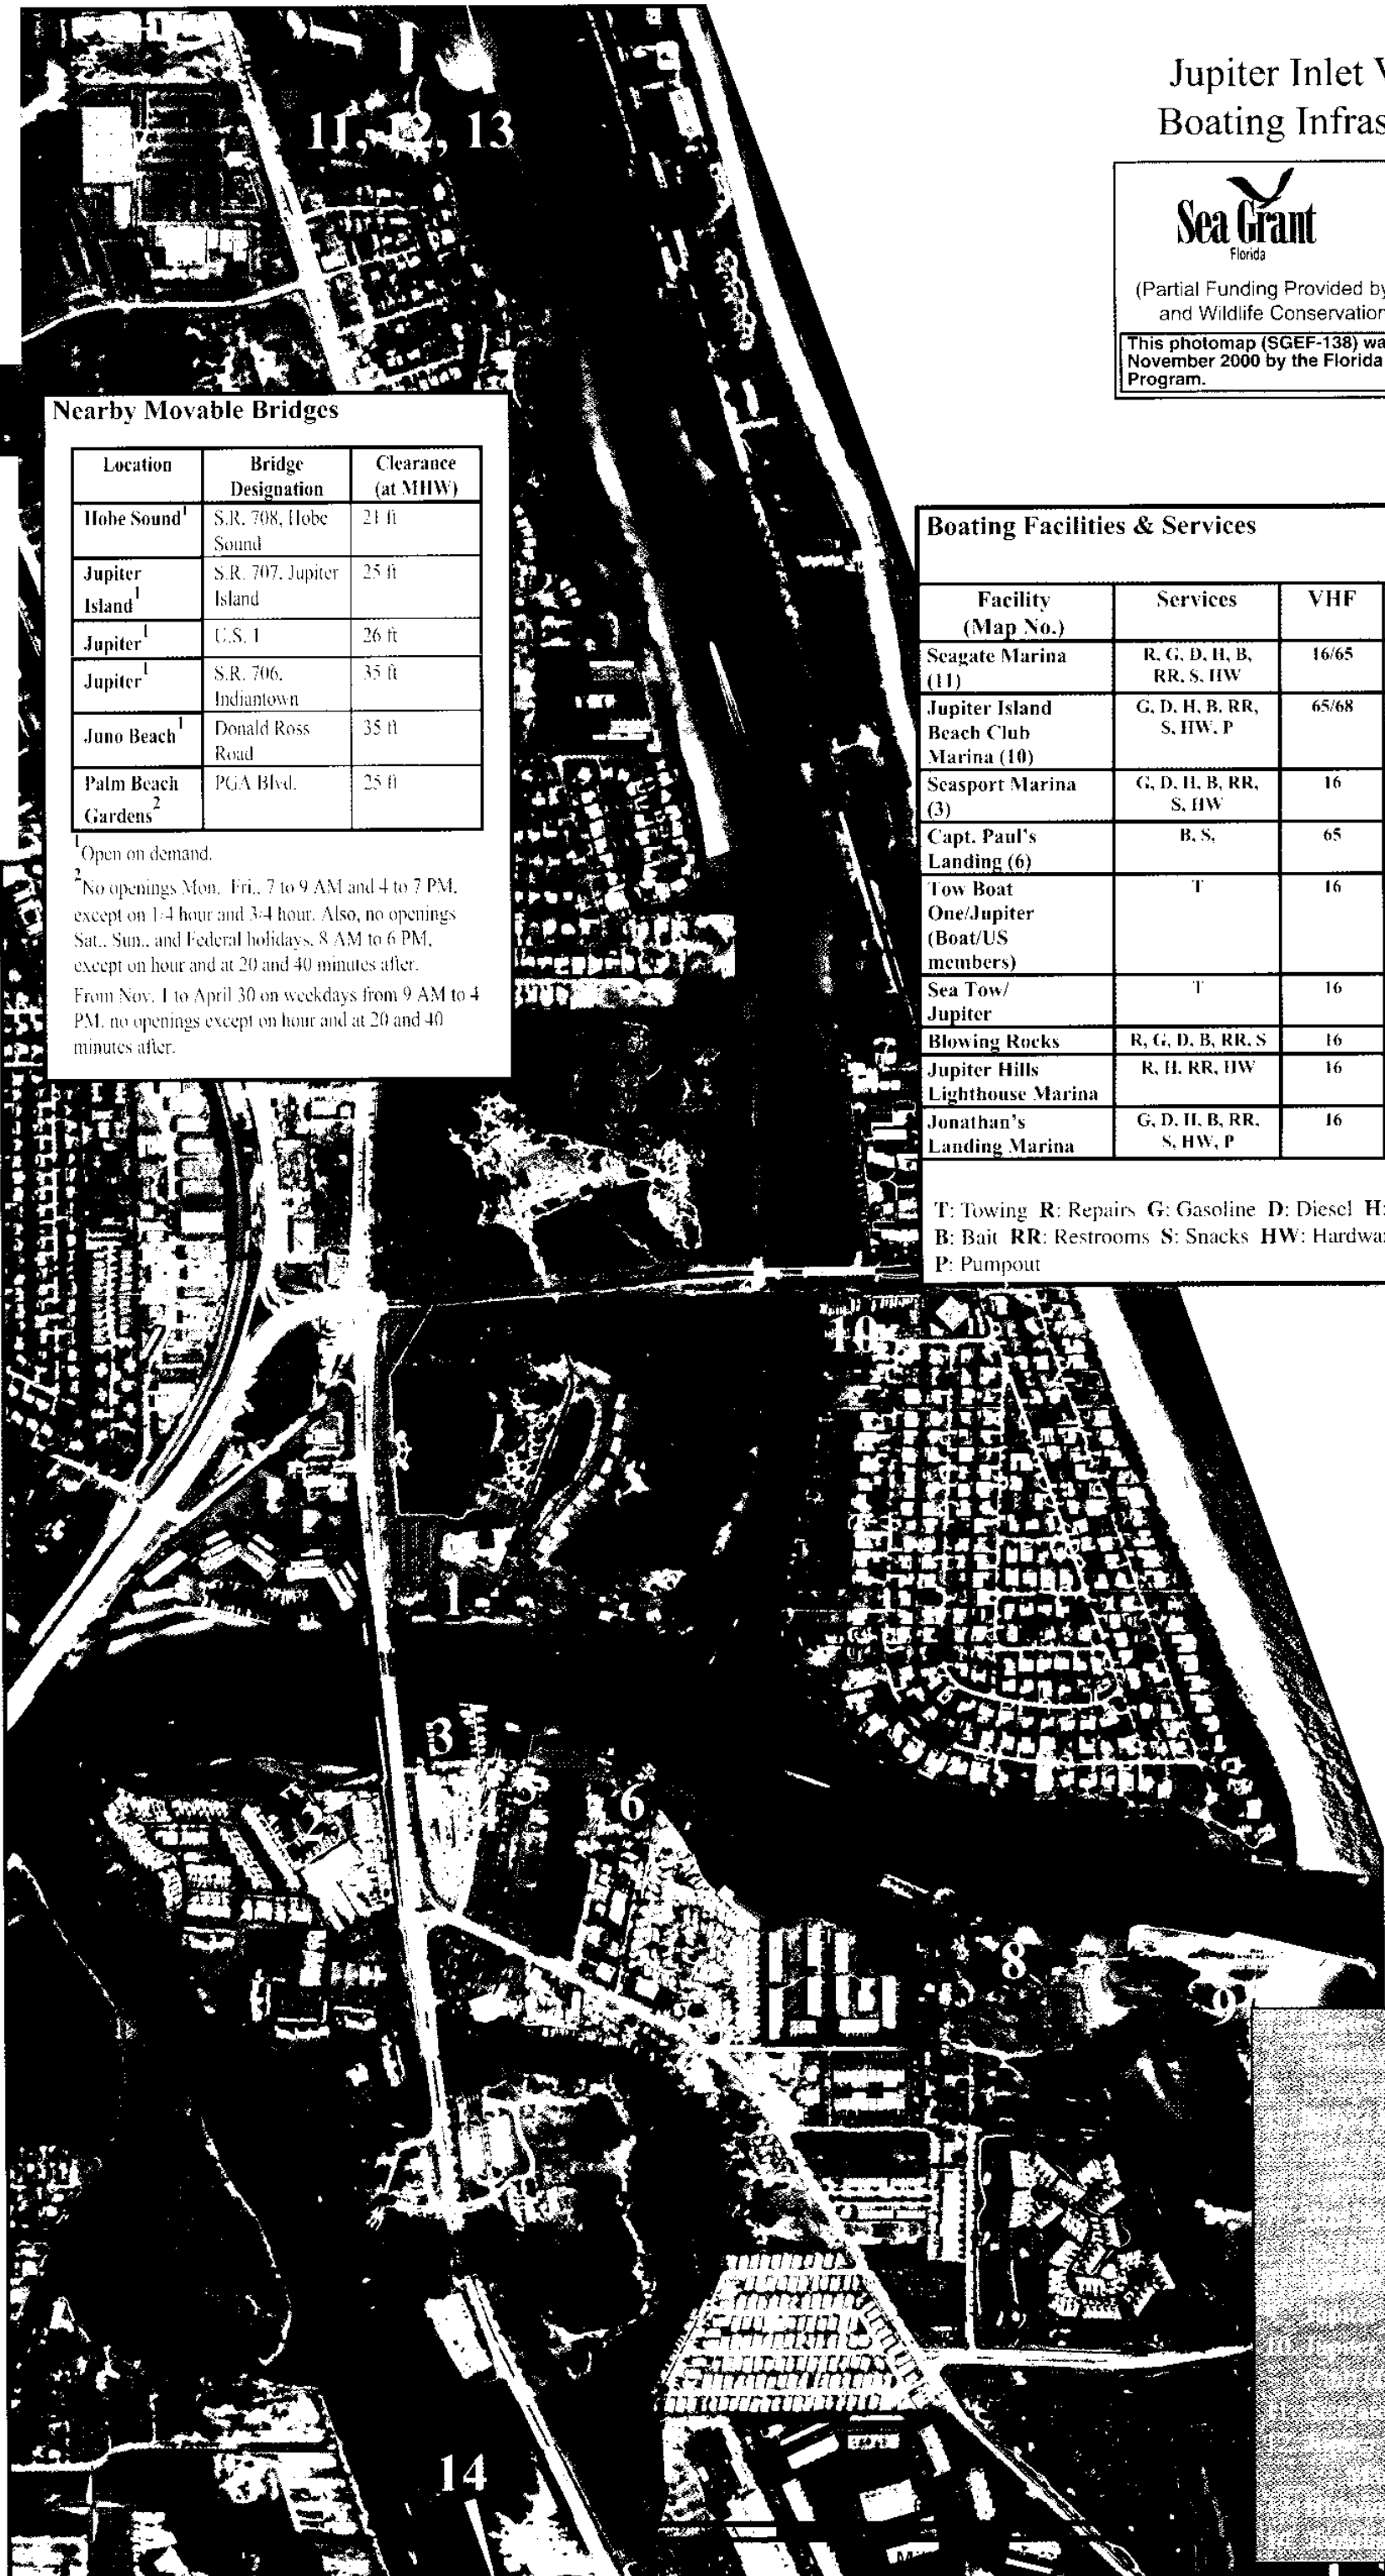 Jupiter Inlet
Boating Infras
Sea Grant
Florida
(Partial Funding Provided by
and Wildlife Conservation
This photomap (SGEF-138) wa
November 2000 by the Florida
Program.
11, 12, 13
Nearby Movable Bridges
Location Bridge Designation Clearance (at MHW)
Hobe Sound1 S.R. 708, Hobe Sound 21 ft
Jupiter Island1 S.R. 707, Jupiter Island 25 ft
Jupiter1 U.S. 1 26 ft
Jupiter1 S.R. 706, Indiantown 35 ft
Juno Beach1 Donald Ross Road 35 ft
Palm Beach Gardens2 PGA Blvd. 25 ft
1Open on demand.
2No openings Mon. Fri., 7 to 9 AM and 4 to 7 PM,
except on 1/4 hour and 3/4 hour. Also, no openings
Sat., Sun., and Federal holidays, 8 AM to 6 PM,
except on hour and at 20 and 40 minutes after.
From Nov. 1 to April 30 on weekdays from 9 AM to 4
PM, no openings except on hour and at 20 and 40
minutes after.
Boating Facilities & Services
Facility (Map No.) Services VHF
Seagate Marina (11) R, G, D, H, B, RR, S, HW 16/65
Jupiter Island Beach Club Marina (10) G, D, H, B, RR, S, HW, P 65/68
Seasport Marina (3) G, D, H, B, RR, S, HW 16
Capt. Paul's Landing (6) B, S, 65
Tow Boat One/Jupiter (Boat/US members) T 16
Sea Tow/ Jupiter T 16
Blowing Rocks R, G, D, B, RR, S 16
Jupiter Hills Lighthouse Marina R, H, RR, HW 16
Jonathan's Landing Marina G, D, H, B, RR, S, HW, P 16
T: Towing R: Repairs G: Gasoline D: Diesel H:
B: Bait RR: Restrooms S: Snacks HW: Hardwa
P: Pumpout
10
1
3
2
4
5
6
8
9
14